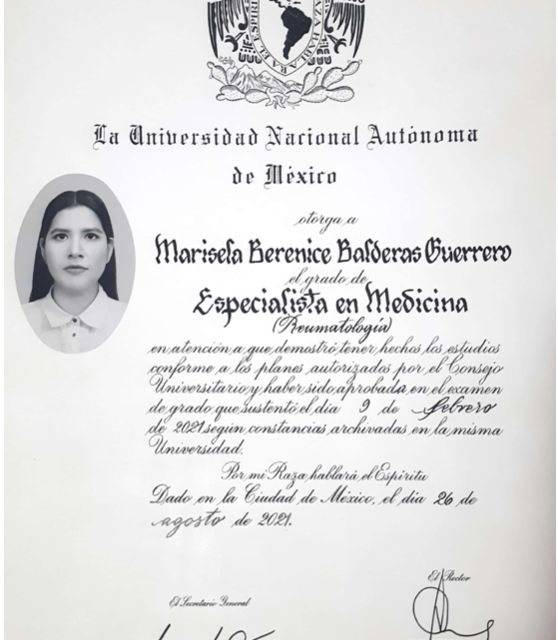 La Universidad Nacional Autónoma
de México
otorga a
Marisela Berenice Balderas Guerrero
el grado de
Especialista en Medicina
(Reumatología)
en atención a que demostró tener hechos los estudios
conforme a los planes autorizados por el Consejo
Universitario y haber sido aprobada en el examen
de grado que sustentó el día 9 de febrero
de 2021 según constancias archivadas en la misma
Universidad.
Por mi Raza hablará el Espíritu
Dado en la Ciudad de México, el día 26 de
agosto de 2021.
El Rector
El Secretario General